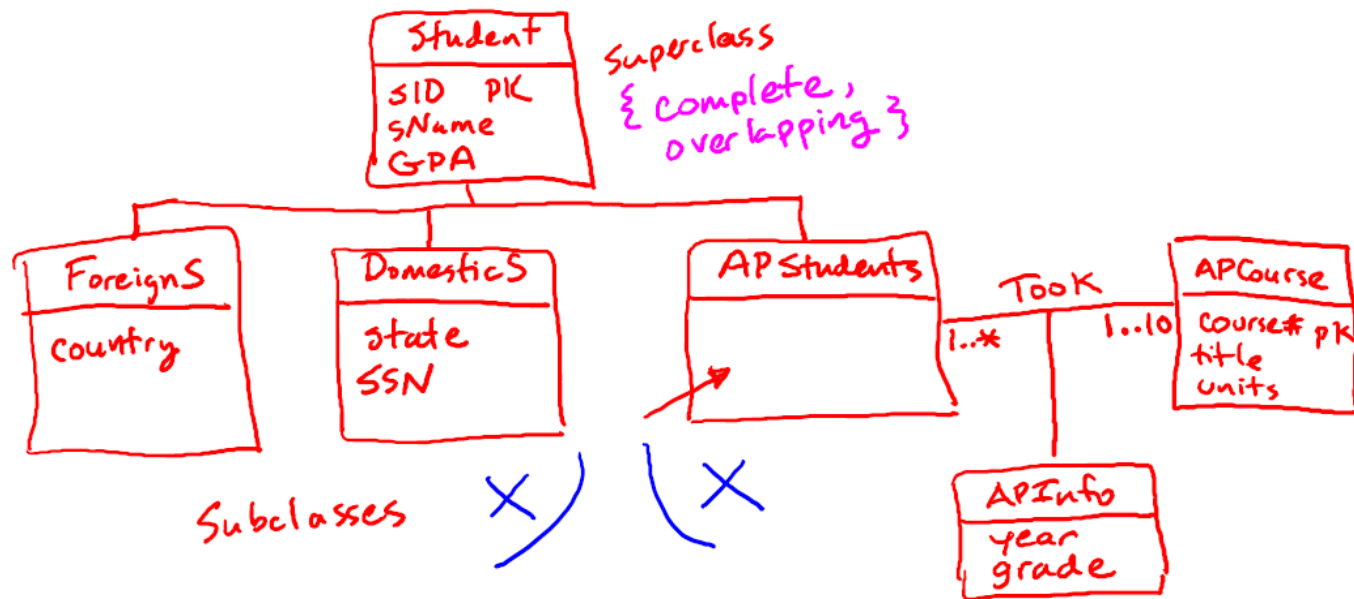 Student
sID PK
sName
GPA
superclass
{ complete,
overlapping }
ForeignS
country
DomesticS
state
SSN
APStudents
Took
1..*
1..10
APCourse
course# pK
title
units
APInfo
year
grade
Subclasses
X
X